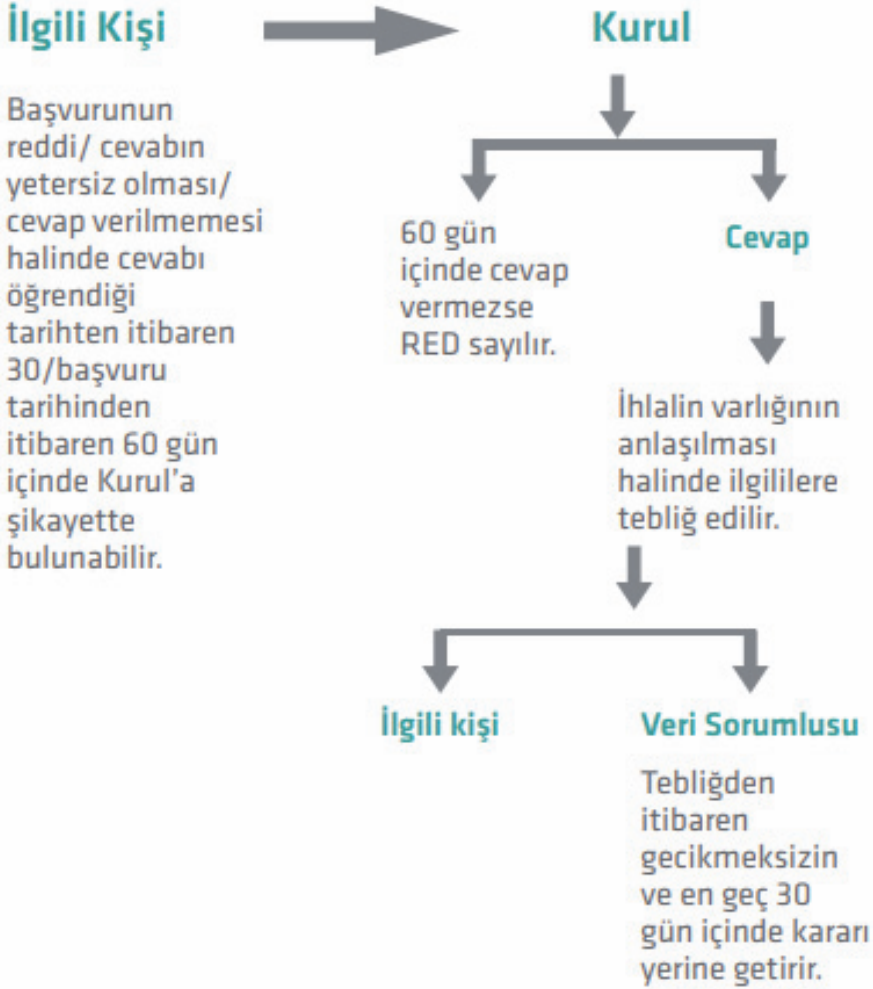 İlgili Kişi
Başvurunun
reddi/ cevabın
yetersiz olması/
cevap verilmemesi
halinde cevabı
öğrendiği
tarihten itibaren
30/başvuru
tarihinden
itibaren 60 gün
içinde Kurul'a
şikayette
bulunabilir.
Kurul
60 gün
içinde cevap
vermezse
RED sayılır.
Cevap
İhlalin varlığının
anlaşılması
halinde ilgililere
tebliğ edilir.
İlgili kişi
Veri Sorumlusu
Tebliğden
itibaren
gecikmeksizin
ve en geç 30
gün içinde kararı
yerine getirir.